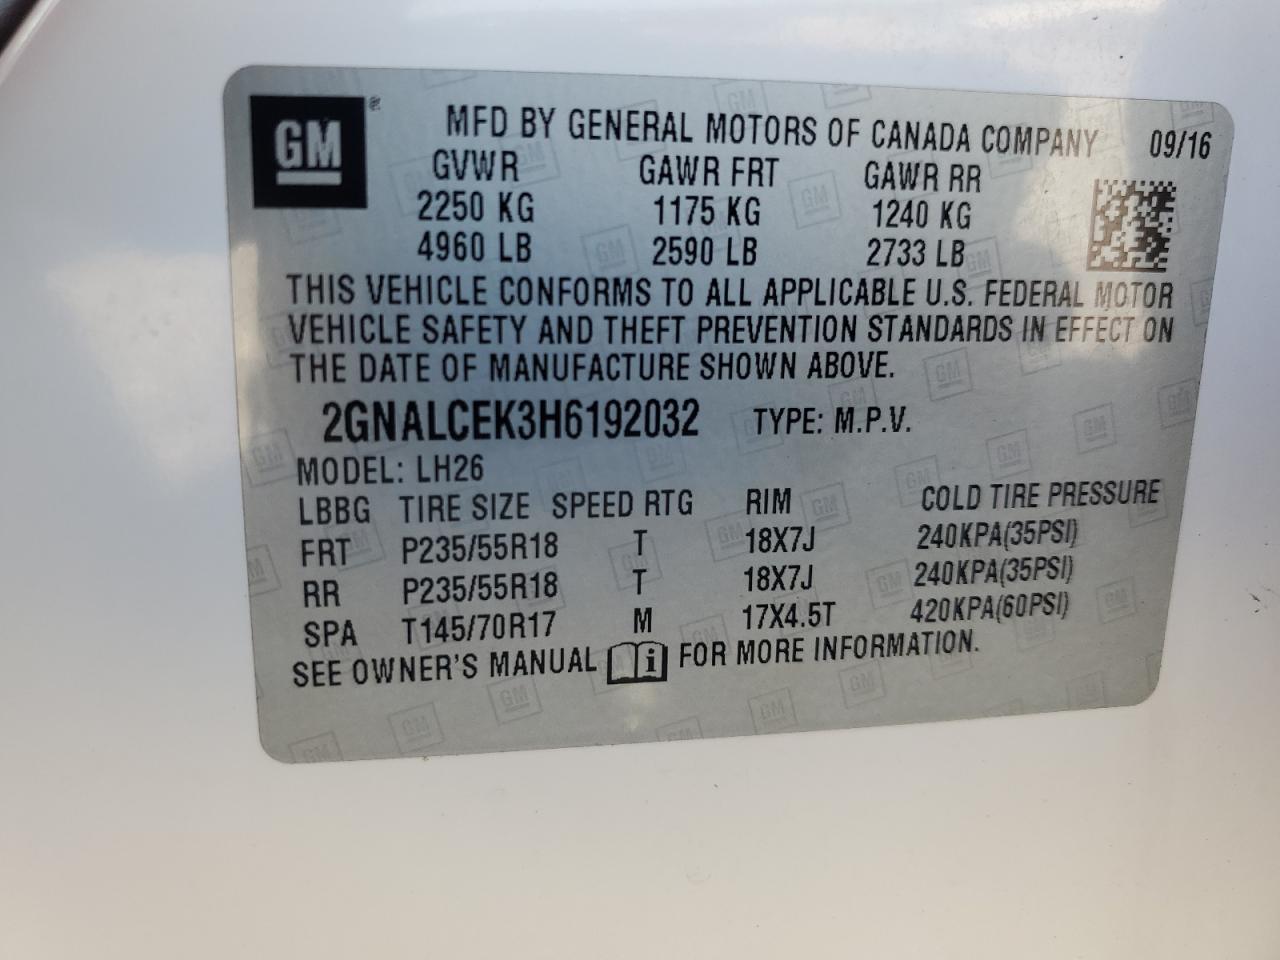 GM ® MFD BY GENERAL MOTORS OF CANADA COMPANY 09/16
GVWR GAWR FRT GAWR RR
2250 KG 1175 KG 1240 KG
4960 LB 2590 LB 2733 LB
THIS VEHICLE CONFORMS TO ALL APPLICABLE U.S. FEDERAL MOTOR
VEHICLE SAFETY AND THEFT PREVENTION STANDARDS IN EFFECT ON
THE DATE OF MANUFACTURE SHOWN ABOVE.
2GNALCEK3H6192032 TYPE: M.P.V.
MODEL: LH26
LBBG TIRE SIZE SPEED RTG RIM COLD TIRE PRESSURE
FRT P235/55R18 T 18X7J 240KPA(35PSI)
RR P235/55R18 T 18X7J 240KPA(35PSI)
SPA T145/70R17 M 17X4.5T 420KPA(60PSI)
SEE OWNER'S MANUAL i FOR MORE INFORMATION.